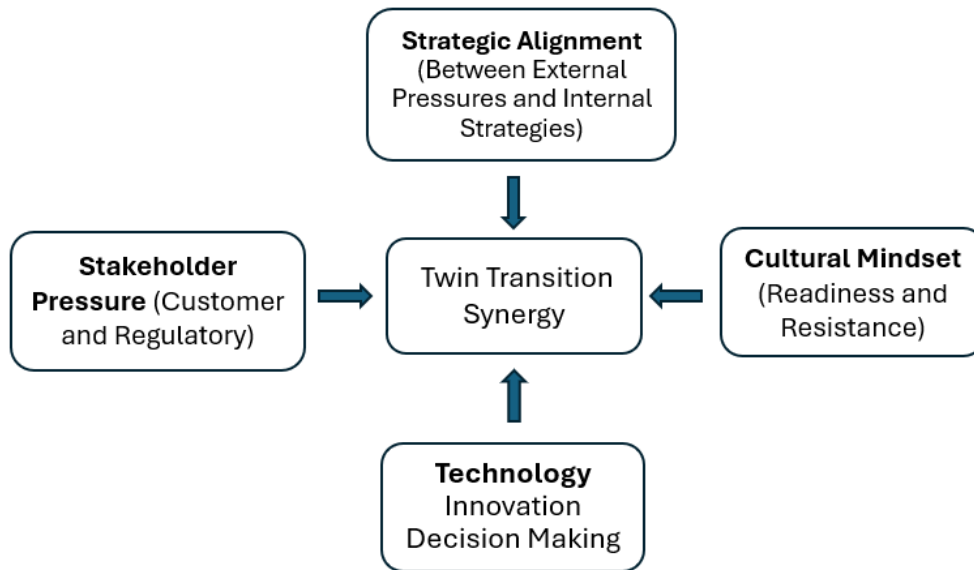 Strategic Alignment
(Between External
Pressures and Internal
Strategies)
Stakeholder
Pressure (Customer
and Regulatory)
Twin Transition
Synergy
Cultural Mindset
(Readiness and
Resistance)
Technology
Innovation
Decision Making